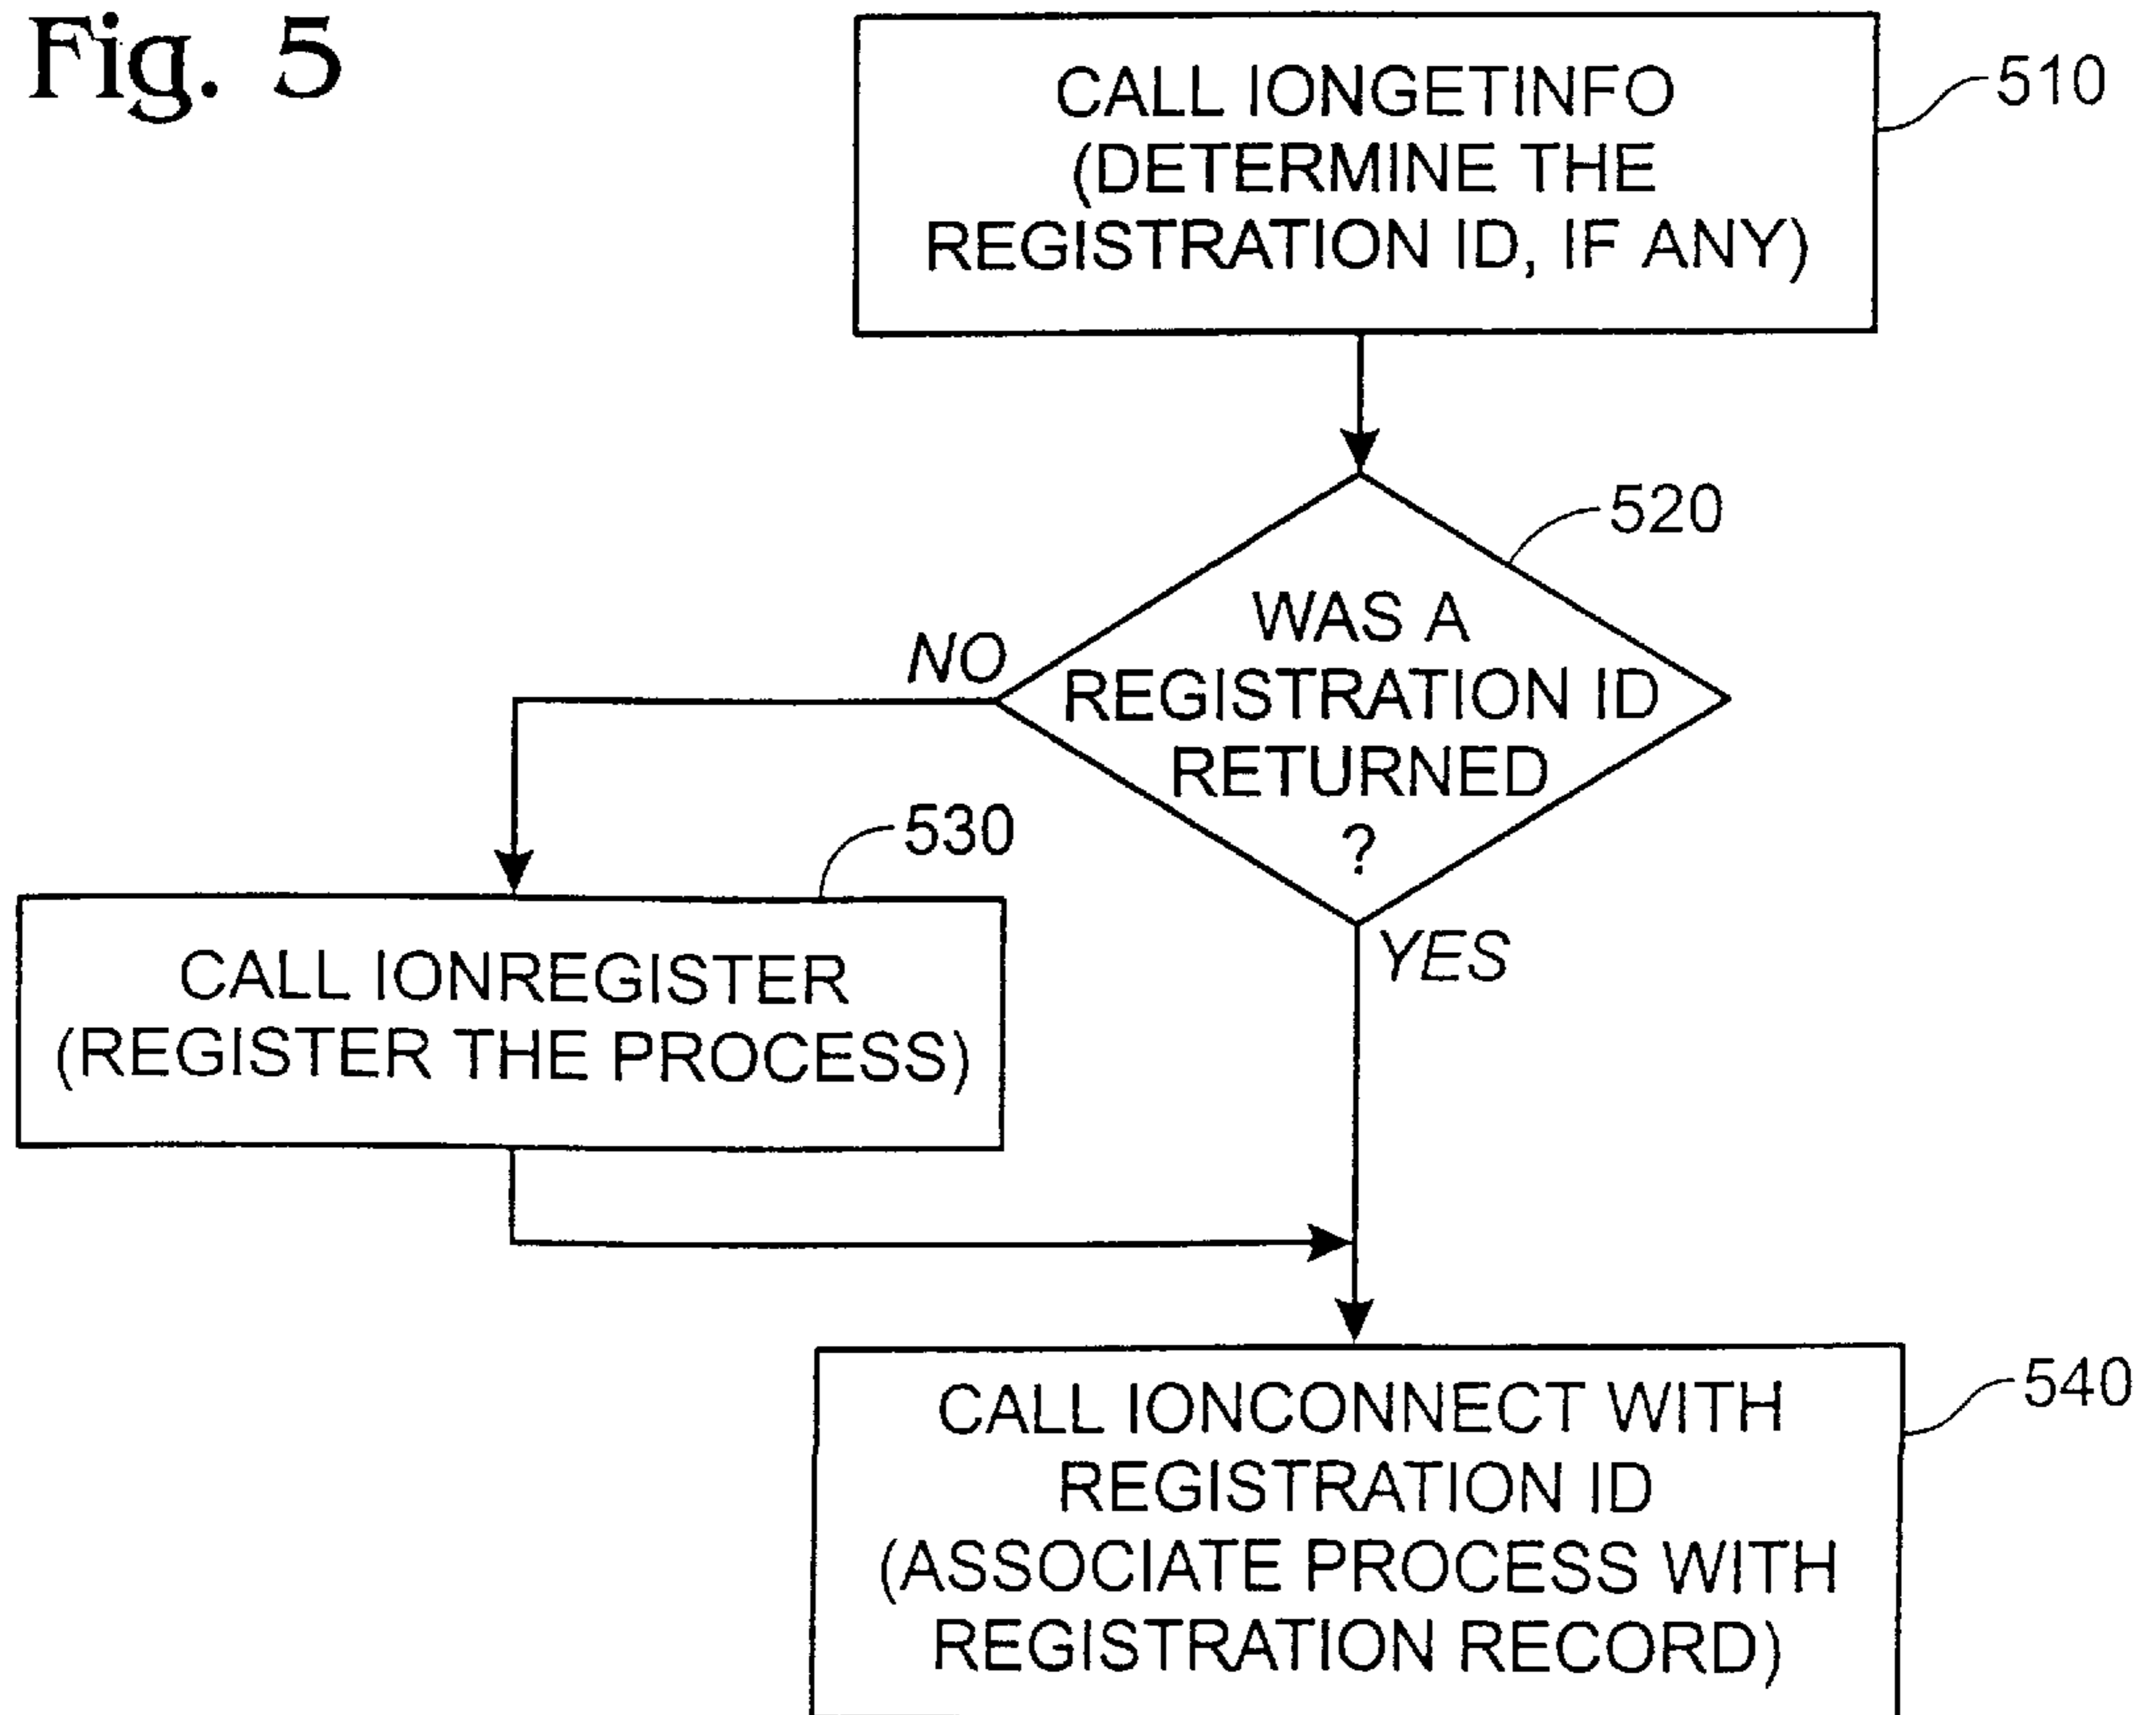 Fig. 5
CALL IONGETINFO
(DETERMINE THE
REGISTRATION ID, IF ANY)
510
520
WAS A
REGISTRATION ID
RETURNED
?
NO
YES
530
CALL IONREGISTER
(REGISTER THE PROCESS)
CALL IONCONNECT WITH
REGISTRATION ID
(ASSOCIATE PROCESS WITH
REGISTRATION RECORD)
540